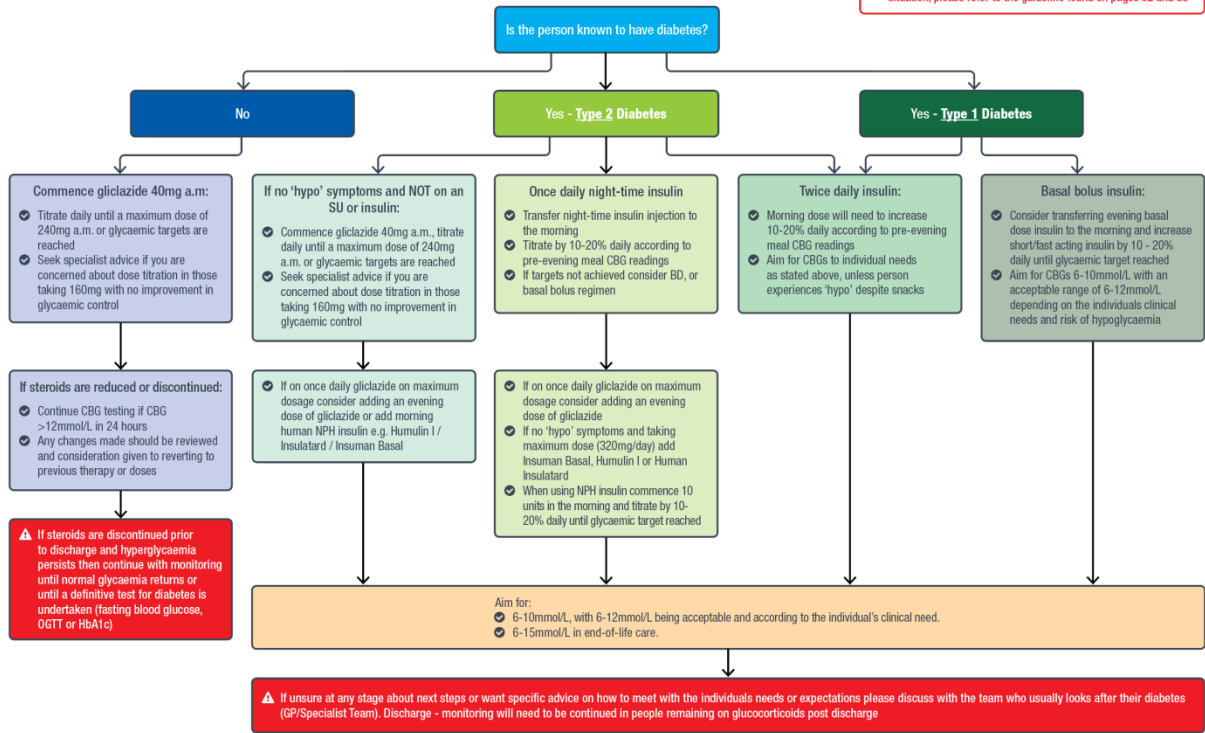 situation, please refer to the guideline found on pages 32 and 33
Is the person known to have diabetes?
No
Yes - Type 2 Diabetes
Yes - Type 1 Diabetes
Commence gliclazide 40mg a.m:
Titrate daily until a maximum dose of
240mg a.m. or glycaemic targets are
reached
Seek specialist advice if you are
concerned about dose titration in those
taking 160mg with no improvement in
glycaemic control
If no ‘hypo’ symptoms and NOT on an
SU or insulin:
Commence gliclazide 40mg a.m., titrate
daily until a maximum dose of 240mg
a.m. or glycaemic targets are reached
Seek specialist advice if you are
concerned about dose titration in those
taking 160mg with no improvement in
glycaemic control
Once daily night-time insulin
Transfer night-time insulin injection to
the morning
Titrate by 10-20% daily according to
pre-evening meal CBG readings
If targets not achieved consider BD, or
basal bolus regimen
Twice daily insulin:
Morning dose will need to increase
10-20% daily according to pre-evening
meal CBG readings
Aim for CBGs to individual needs
as stated above, unless person
experiences ‘hypo’ despite snacks
Basal bolus insulin:
Consider transferring evening basal
dose insulin to the morning and increase
short/fast acting insulin by 10 - 20%
daily until glycaemic target reached
Aim for CBGs 6-10mmol/L with an
acceptable range of 6-12mmol/L
depending on the individuals clinical
needs and risk of hypoglycaemia
If steroids are reduced or discontinued:
Continue CBG testing if CBG
>12mmol/L in 24 hours
Any changes made should be reviewed
and consideration given to reverting to
previous therapy or doses
If on once daily gliclazide on maximum
dosage consider adding an evening
dose of gliclazide or add morning
human NPH insulin e.g. Humulin I /
Insulatard / Insuman Basal
If on once daily gliclazide on maximum
dosage consider adding an evening
dose of gliclazide
If no ‘hypo’ symptoms and taking
maximum dose (320mg/day) add
Insuman Basal, Humulin I or Human
Insulatard
When using NPH insulin commence 10
units in the morning and titrate by 10-
20% daily until glycaemic target reached
If steroids are discontinued prior
to discharge and hyperglycaemia
persists then continue with monitoring
until normal glycaemia returns or
until a definitive test for diabetes is
undertaken (fasting blood glucose,
OGTT or HbA1c)
Aim for:
6-10mmol/L, with 6-12mmol/L being acceptable and according to the individual’s clinical need.
6-15mmol/L in end-of-life care.
If unsure at any stage about next steps or want specific advice on how to meet with the individuals needs or expectations please discuss with the team who usually looks after their diabetes
(GP/Specialist Team). Discharge - monitoring will need to be continued in people remaining on glucocorticoids post discharge